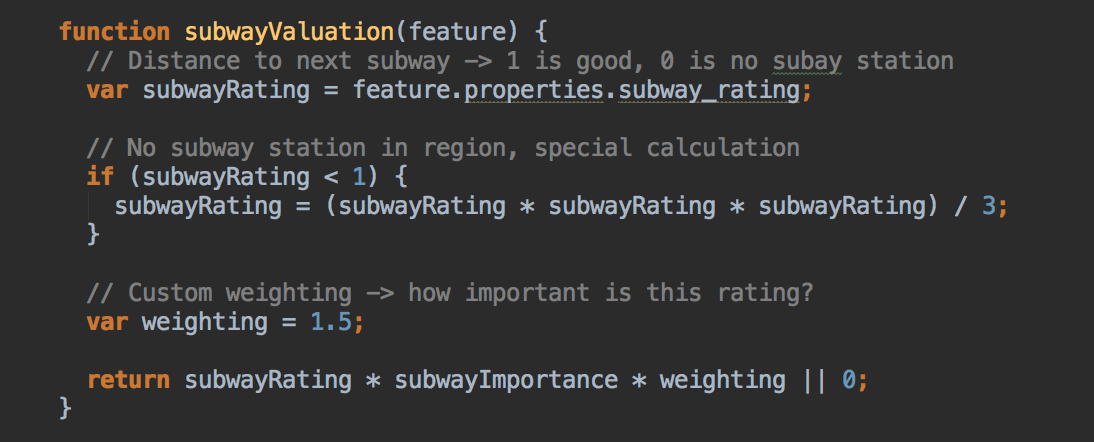 function subwayValuation(feature) {
// Distance to next subway -> 1 is good, 0 is no subay station
var subwayRating = feature.properties.subway_rating;
// No subway station in region, special calculation
if (subwayRating < 1) {
subwayRating = (subwayRating * subwayRating * subwayRating) / 3;
}
// Custom weighting -> how important is this rating?
var weighting = 1.5;
return subwayRating * subwayImportance * weighting || 0;
}